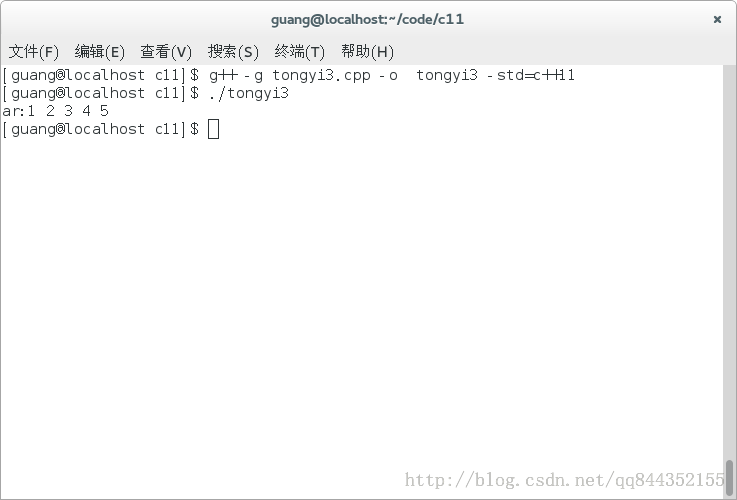 guang@localhost:~/code/c11
文件(F) 编辑(E) 查看(V) 搜索(S) 终端(T) 帮助(H)
[guang@localhost c11]$ g++ -g tongyi3.cpp -o  tongyi3 -std=c++11
[guang@localhost c11]$ ./tongyi3
ar:1 2 3 4 5
[guang@localhost c11]$
http://blog.csdn.net/qq844352155